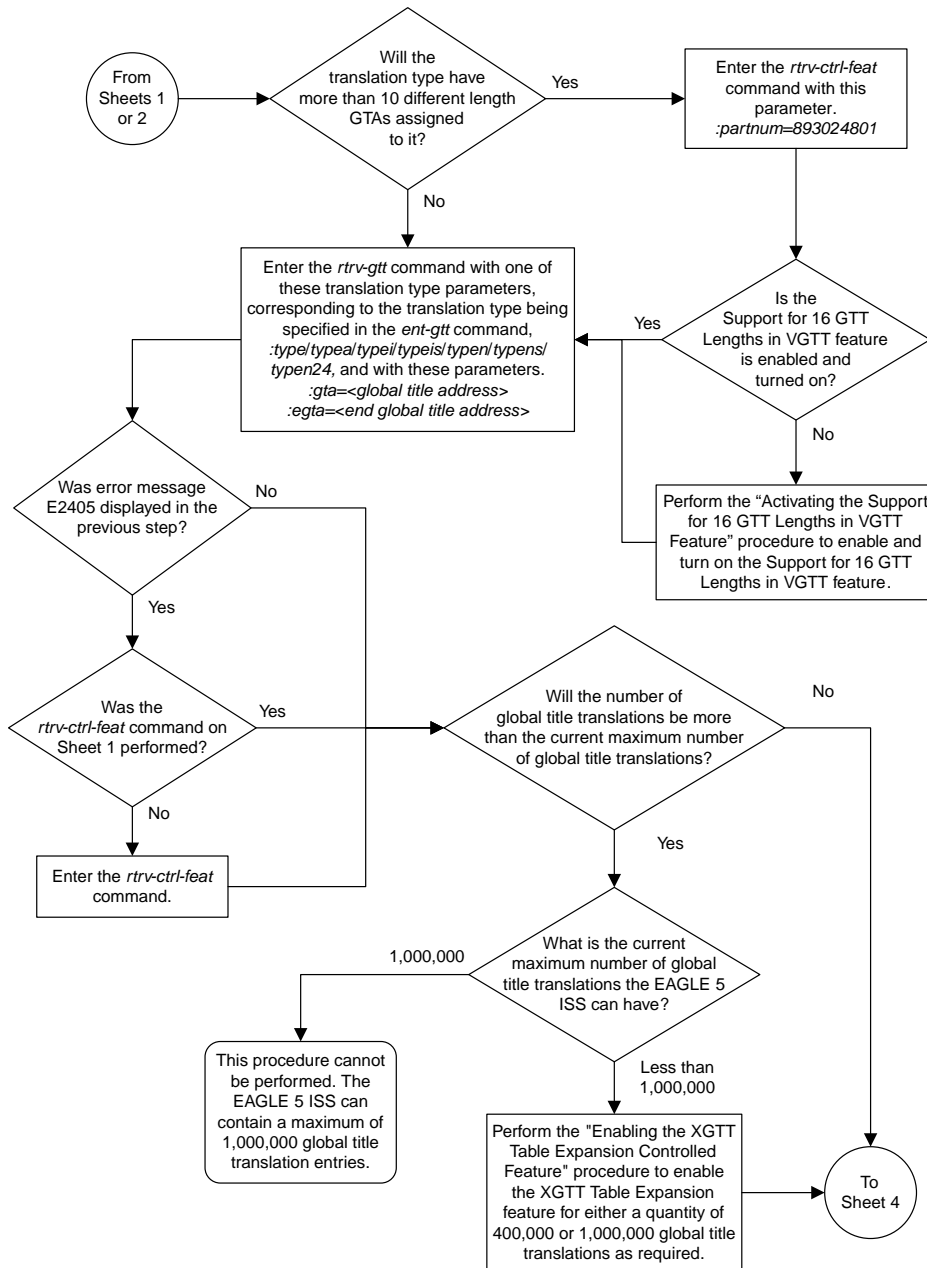 From
Sheets 1
or 2
Will the
translation type have
more than 10 different length
GTAs assigned
to it?
Yes
Enter the rtrv-ctrl-feat
command with this
parameter.
:partnum=893024801
No
Enter the rtrv-gtt command with one of
these translation type parameters,
corresponding to the translation type being
specified in the ent-gtt command,
:type/typea/typei/typeis/typen/typens/
typen24, and with these parameters.
:gta=<global title address>
:egta=<end global title address>
Yes
Is the
Support for 16 GTT
Lengths in VGTT feature
is enabled and
turned on?
No
Perform the “Activating the Support
for 16 GTT Lengths in VGTT
Feature” procedure to enable and
turn on the Support for 16 GTT
Lengths in VGTT feature.
Was error message
E2405 displayed in the
previous step?
No
Yes
Was the
rtrv-ctrl-feat command on
Sheet 1 performed?
Yes
No
Enter the rtrv-ctrl-feat
command.
Will the number of
global title translations be more
than the current maximum number
of global title translations?
No
Yes
What is the current
maximum number of global
title translations the EAGLE 5
ISS can have?
1,000,000
This procedure cannot
be performed. The
EAGLE 5 ISS can
contain a maximum of
1,000,000 global title
translation entries.
Less than
1,000,000
Perform the "Enabling the XGTT
Table Expansion Controlled
Feature" procedure to enable
the XGTT Table Expansion
feature for either a quantity of
400,000 or 1,000,000 global title
translations as required.
To
Sheet 4